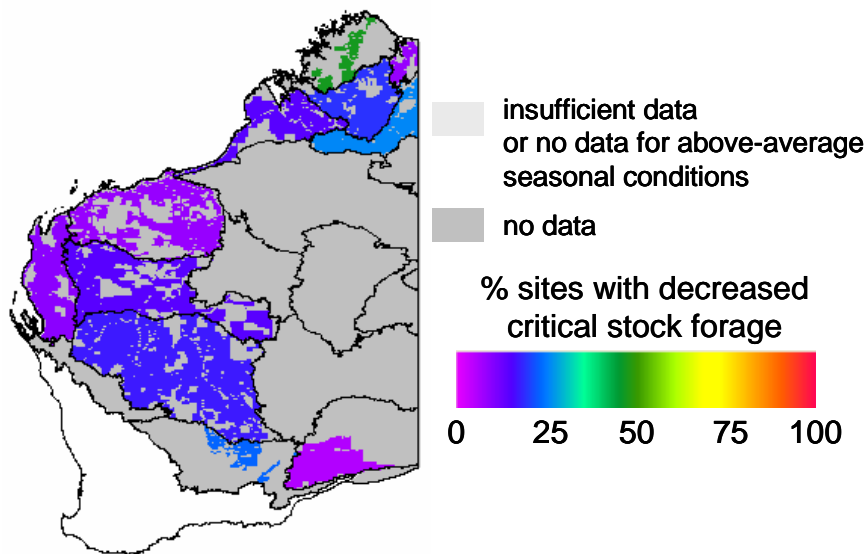 insufficient data
or no data for above-average
seasonal conditions
no data
% sites with decreased
critical stock forage
0 25 50 75 100